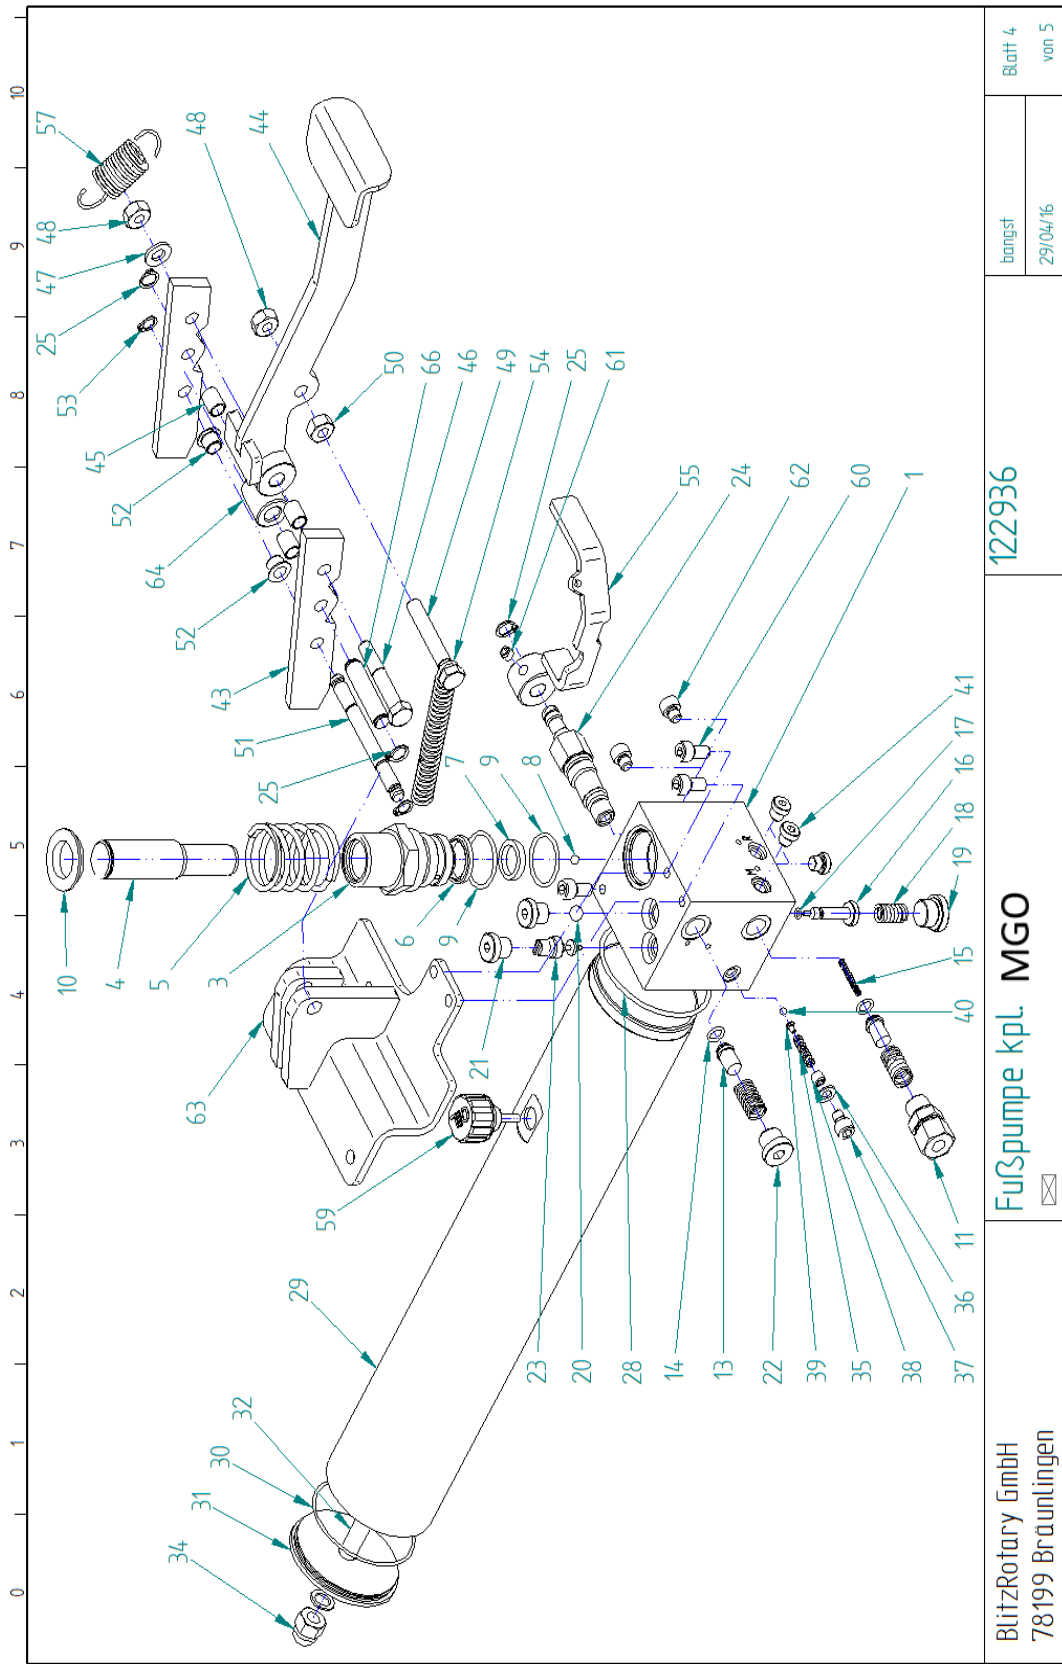 0 1 2 3 4 5 6 7 8 9 10
25 47 48 57
10 53
4 52 45
34 5 52 64 48
31 30 3 43
32 63 51 25 48 44
29 59
6 50
9 66
21 7 46
9 49
23 8 54
20 25
28 61
14 55
13 24
22 62
39
35 60
38 1
37 36 11 40 15 19 18 16 17 41
BlitzRotary GmbH
78199 Bräunlingen
Fußpumpe kpl. MGO
122936
bangst
29/04/16
Blatt 4
von 5